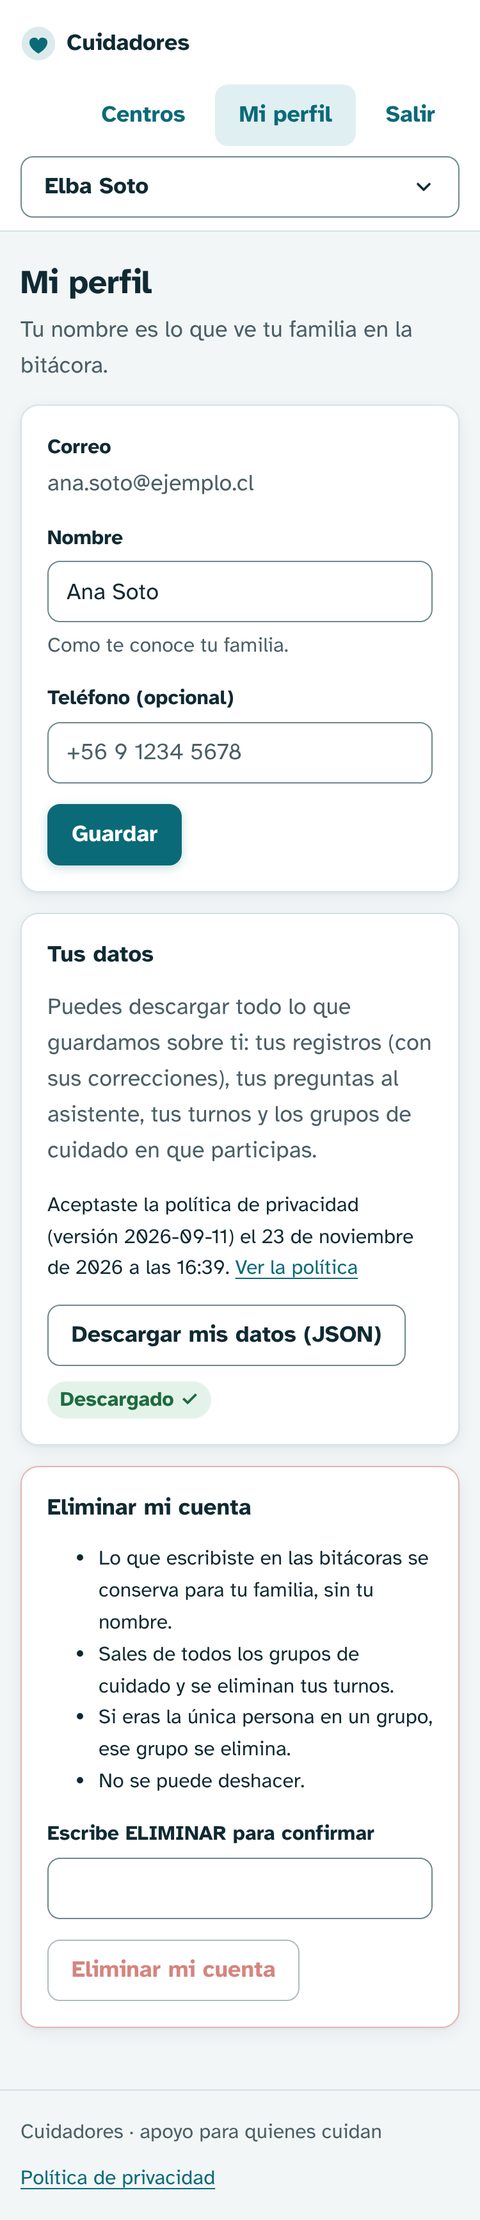 Cuidadores
Centros
Mi perfil
Salir
Elba Soto
Mi perfil
Tu nombre es lo que ve tu familia en la
bitácora.
Correo
ana.soto@ejemplo.cl
Nombre
Ana Soto
Como te conoce tu familia.
Teléfono (opcional)
+56 9 1234 5678
Guardar
Tus datos
Puedes descargar todo lo que
guardamos sobre ti: tus registros (con
sus correcciones), tus preguntas al
asistente, tus turnos y los grupos de
cuidado en que participas.
Aceptaste la política de privacidad
(versión 2026-09-11) el 23 de noviembre
de 2026 a las 16:39. Ver la política
Descargar mis datos (JSON)
Descargado ✓
Eliminar mi cuenta
• Lo que escribiste en las bitácoras se
conserva para tu familia, sin tu
nombre.
• Sales de todos los grupos de
cuidado y se eliminan tus turnos.
• Si eras la única persona en un grupo,
ese grupo se elimina.
• No se puede deshacer.
Escribe ELIMINAR para confirmar
Eliminar mi cuenta
Cuidadores · apoyo para quienes cuidan
Política de privacidad